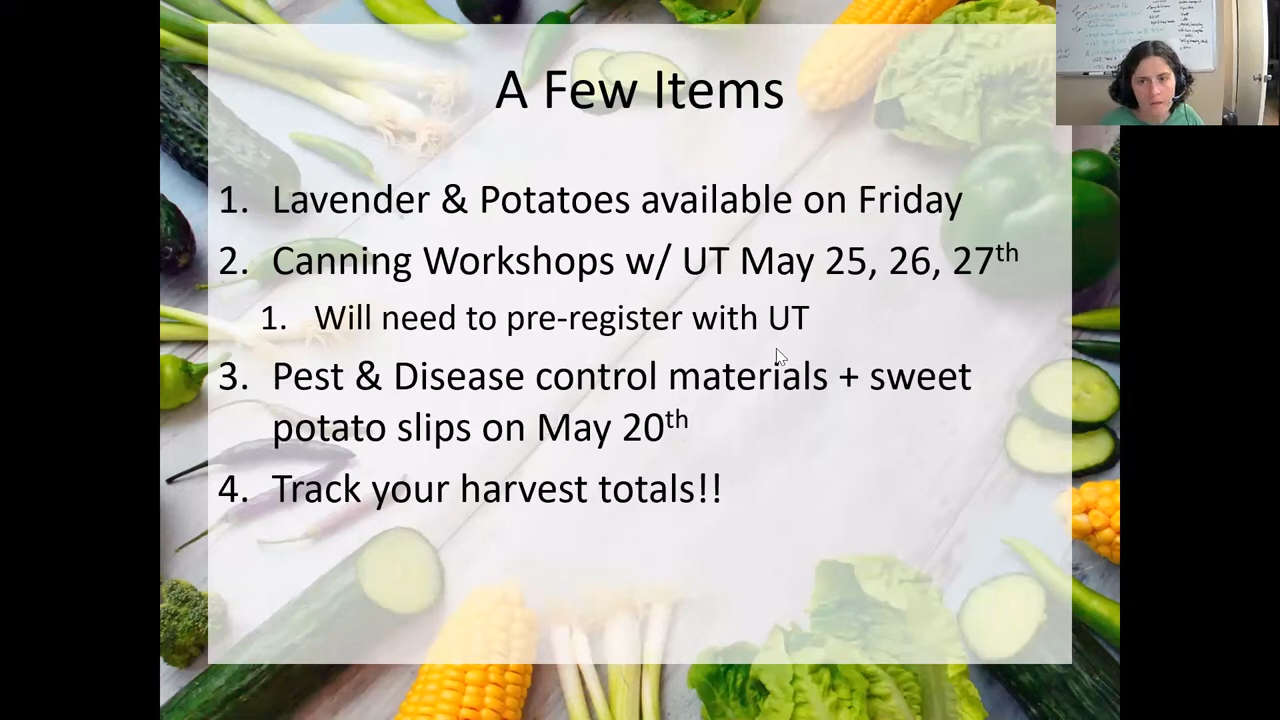 A Few Items
1. Lavender & Potatoes available on Friday
2. Canning Workshops w/ UT May 25, 26, 27th
1. Will need to pre-register with UT
3. Pest & Disease control materials + sweet
potato slips on May 20th
4. Track your harvest totals!!